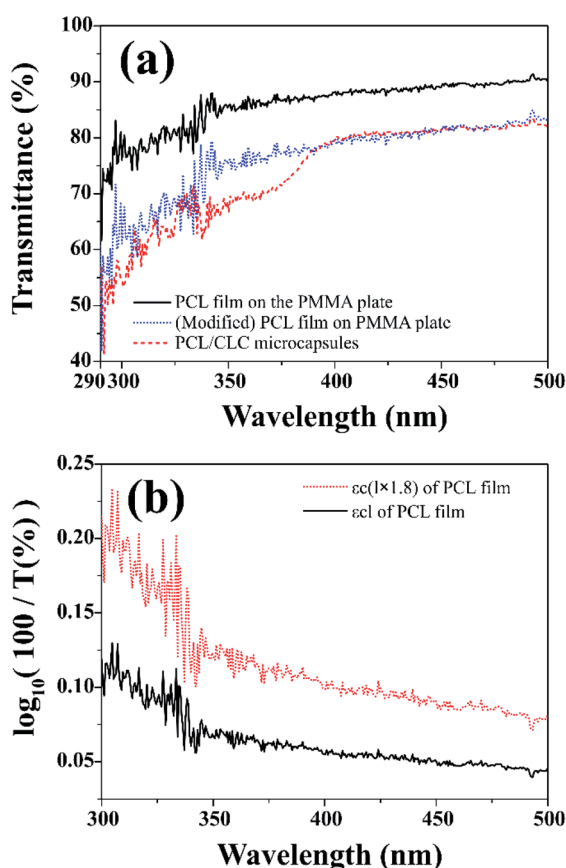 (a)
100
90
80
70
60
50
40
Transmittance (%)
PCL film on the PMMA plate
(Modified) PCL film on PMMA plate
PCL/CLC microcapsules
290 300 350 400 450 500
Wavelength (nm)
(b)
0.25
0.20
0.15
0.10
0.05
log10( 100 / T(%) )
εc(l×1.8) of PCL film
εcl of PCL film
300 350 400 450 500
Wavelength (nm)